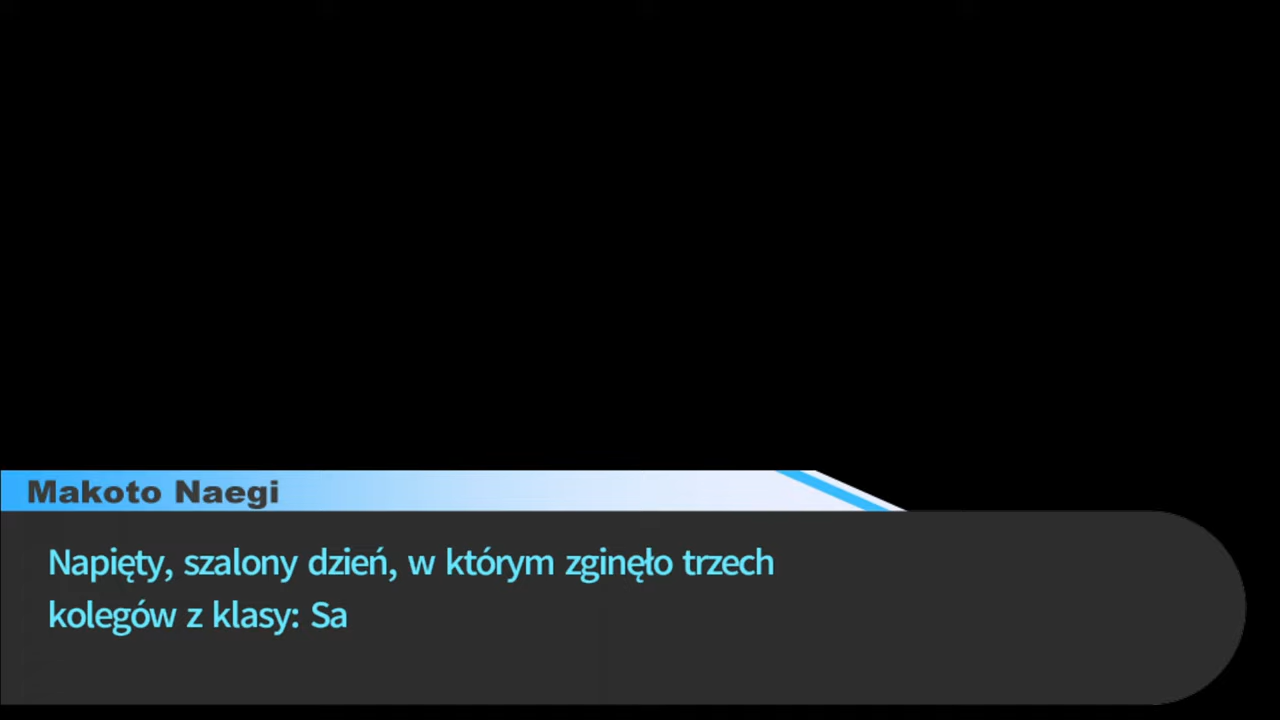 Makoto Naegi
Napięty, szalony dzień, w którym zginęło trzech
kolegów z klasy: Sa